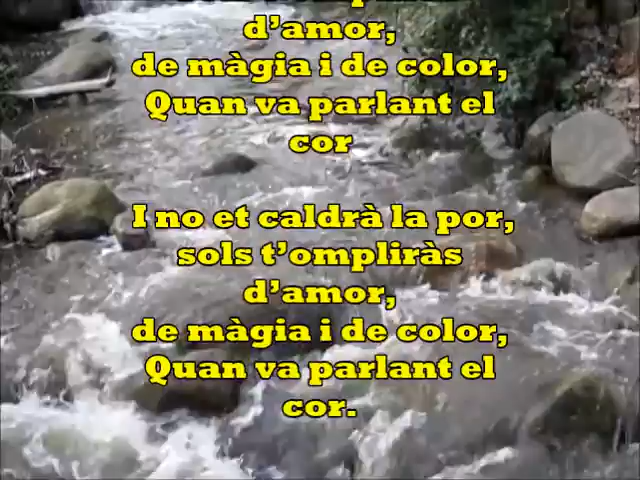 d’amor,
de màgia i de color,
Quan va parlant el
cor
I no et caldrà la por,
sols t’ompliràs
d’amor,
de màgia i de color,
Quan va parlant el
cor.